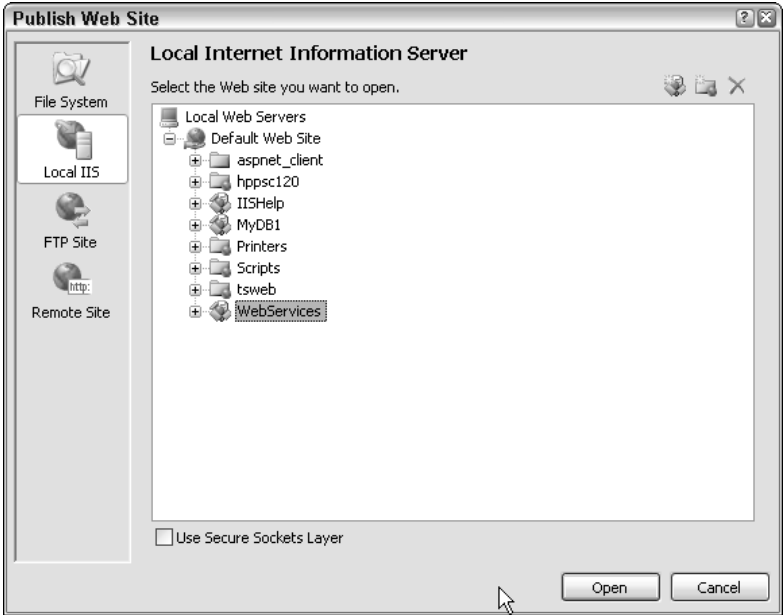 Publish Web Site
File System
Local IIS
FTP Site
http:
Remote Site
Local Internet Information Server
Select the Web site you want to open.
Local Web Servers
Default Web Site
aspnet_client
hppsc120
IISHelp
MyDB1
Printers
Scripts
tsweb
WebServices
Use Secure Sockets Layer
Open
Cancel